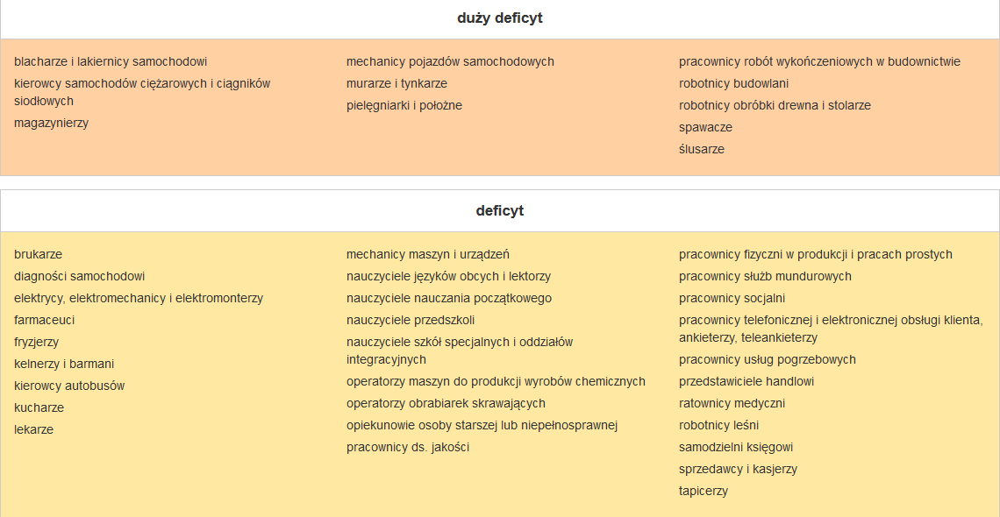 duży deficyt
blacharze i lakiernicy samochodowi
kierowcy samochodów ciężarowych i ciągników
siodłowych
magazynierzy
mechanicy pojazdów samochodowych
murarze i tynkarze
pielęgniarki i położne
pracownicy robót wykończeniowych w budownictwie
robotnicy budowlani
robotnicy obróbki drewna i stolarze
spawacze
ślusarze
deficyt
brukarze
diagności samochodowi
elektrycy, elektromechanicy i elektromonterzy
farmaceuci
fryzjerzy
kelnerzy i barmani
kierowcy autobusów
kucharze
lekarze
mechanicy maszyn i urządzeń
nauczyciele języków obcych i lektorzy
nauczyciele nauczania początkowego
nauczyciele przedszkoli
nauczyciele szkół specjalnych i oddziałów
integracyjnych
operatorzy maszyn do produkcji wyrobów chemicznych
operatorzy obrabiarek skrawających
opiekunowie osoby starszej lub niepełnosprawnej
pracownicy ds. jakości
pracownicy fizyczni w produkcji i pracach prostych
pracownicy służb mundurowych
pracownicy socjalni
pracownicy telefonicznej i elektronicznej obsługi klienta,
ankieterzy, teleankieterzy
pracownicy usług pogrzebowych
przedstawiciele handlowi
ratownicy medyczni
robotnicy leśni
samodzielni księgowi
sprzedawcy i kasjerzy
tapicerzy